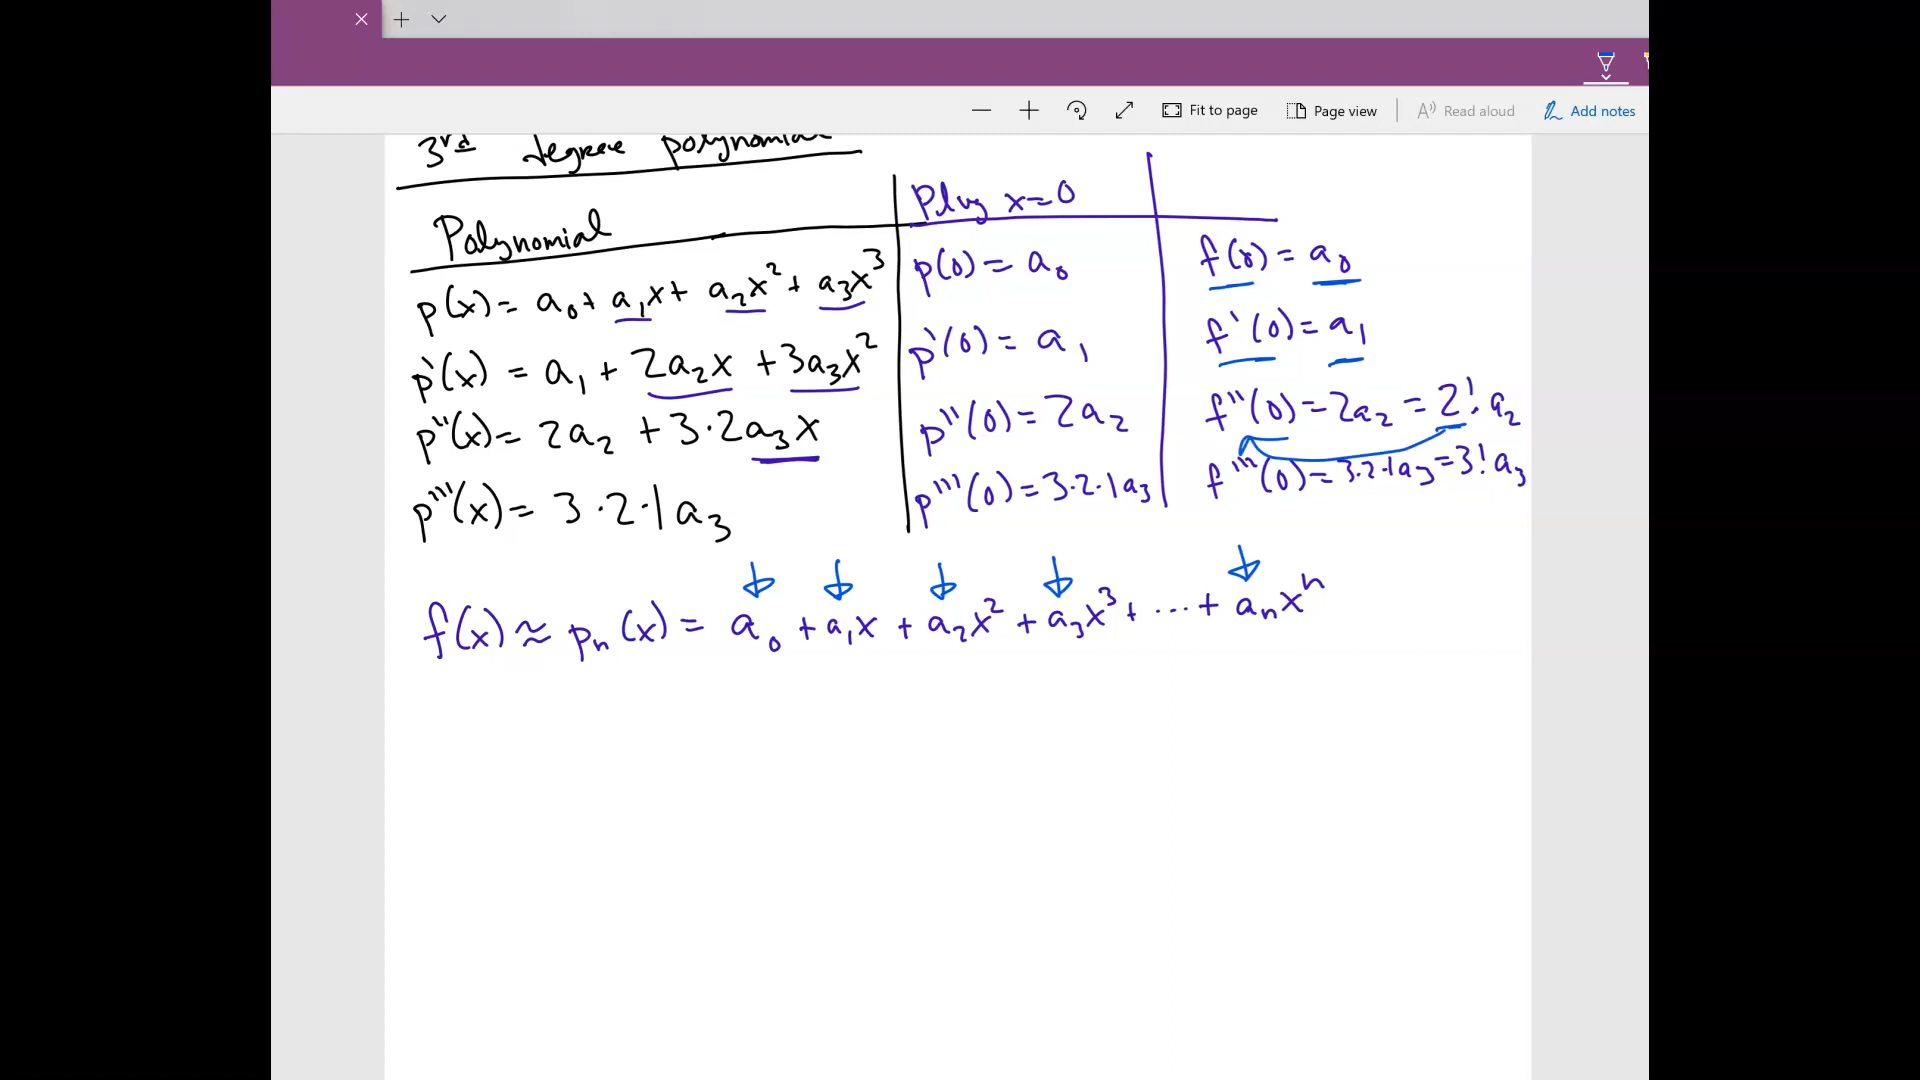 Fit to page Page view Read aloud Add notes
3rd degree polynomial
Polynomial Plug x=0
p(x) = a₀ + a₁x + a₂x² + a₃x³ p(0) = a₀ f(0) = a₀
p'(x) = a₁ + 2a₂x + 3a₃x² p'(0) = a₁ f'(0) = a₁
p''(x) = 2a₂ + 3·2a₃x p''(0) = 2a₂ f''(0) = 2a₂ = 2! a₂
p'''(x) = 3·2·1a₃ p'''(0) = 3·2·1a₃ f'''(0) = 3·2·1a₃ = 3! a₃
f(x) ≈ pₙ(x) = a₀ + a₁x + a₂x² + a₃x³ + ... + aₙxⁿ